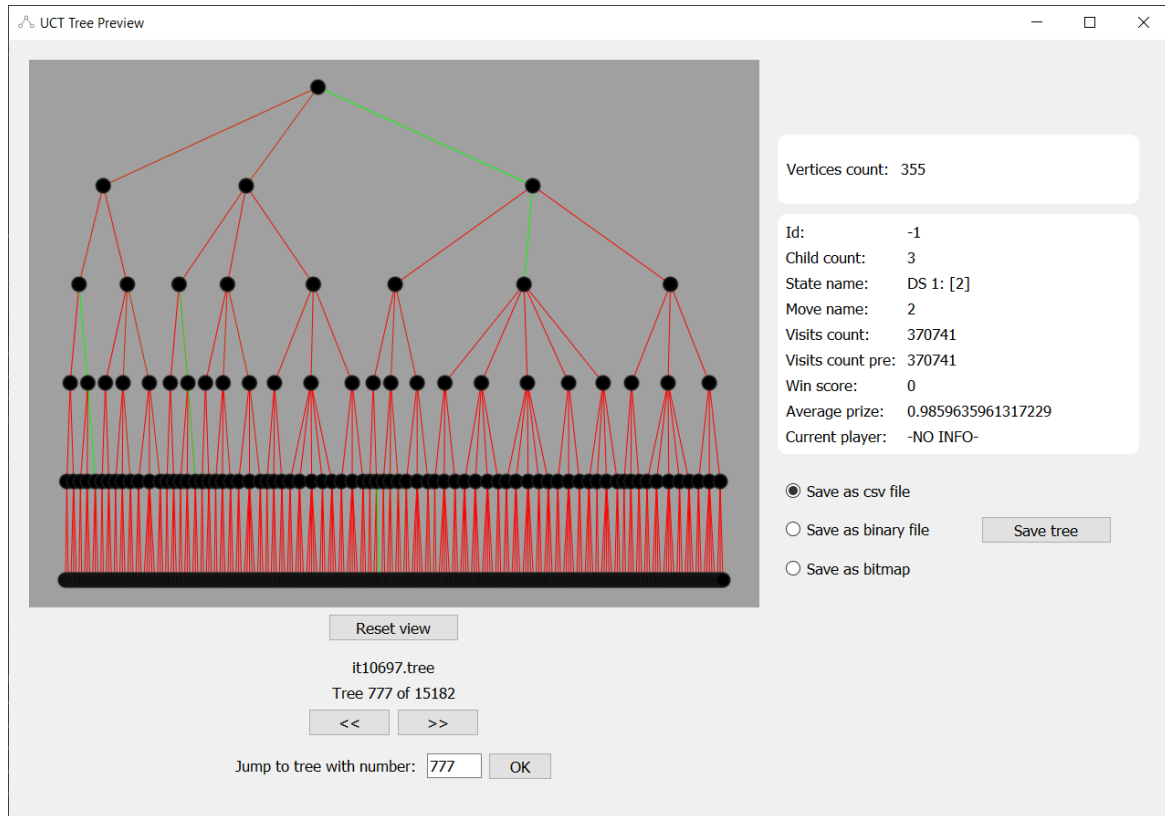 UCT Tree Preview
Vertices count: 355
Id: -1
Child count: 3
State name: DS 1: [2]
Move name: 2
Visits count: 370741
Visits count pre: 370741
Win score: 0
Average prize: 0.9859635961317229
Current player: -NO INFO-
Save as csv file
Save as binary file
Save tree
Save as bitmap
Reset view
it10697.tree
Tree 777 of 15182
<< >>
Jump to tree with number: 777 OK